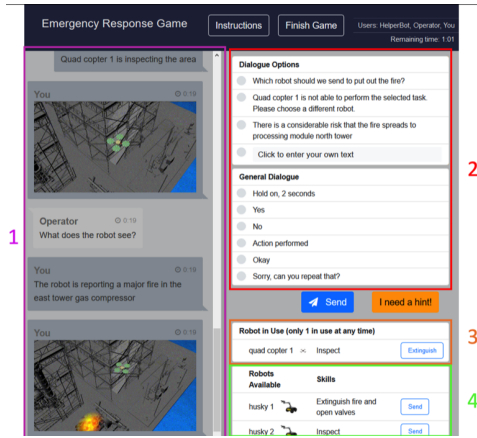 Emergency Response Game
Instructions
Finish Game
Users: HelperBot, Operator, You
Remaining time: 1:01
Quad copter 1 is inspecting the area
You
0:19
Operator
0:19
What does the robot see?
You
0:19
The robot is reporting a major fire in the
east tower gas compressor
You
0:19
1
Dialogue Options
Which robot should we send to put out the fire?
Quad copter 1 is not able to perform the selected task.
Please choose a different robot.
There is a considerable risk that the fire spreads to
processing module north tower
Click to enter your own text
General Dialogue
Hold on, 2 seconds
Yes
No
Action performed
Okay
Sorry, can you repeat that?
2
Send
I need a hint!
Robot in Use (only 1 in use at any time)
quad copter 1
Inspect
Extinguish
3
Robots
Available
Skills
husky 1
Extinguish fire and
open valves
Send
husky 2
Inspect
Send
4